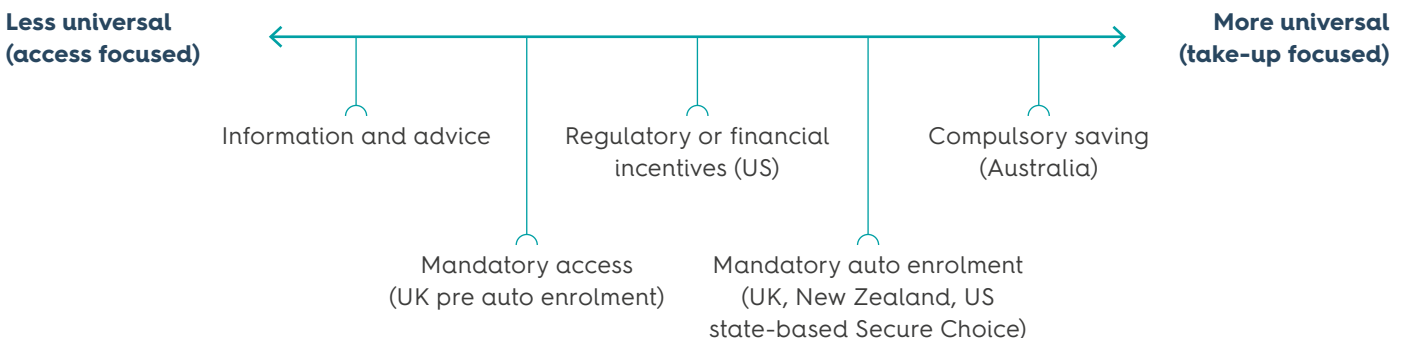 Less universal
(access focused)
More universal
(take-up focused)
Information and advice
Regulatory or financial
incentives (US)
Compulsory saving
(Australia)
Mandatory access
(UK pre auto enrolment)
Mandatory auto enrolment
(UK, New Zealand, US
state-based Secure Choice)